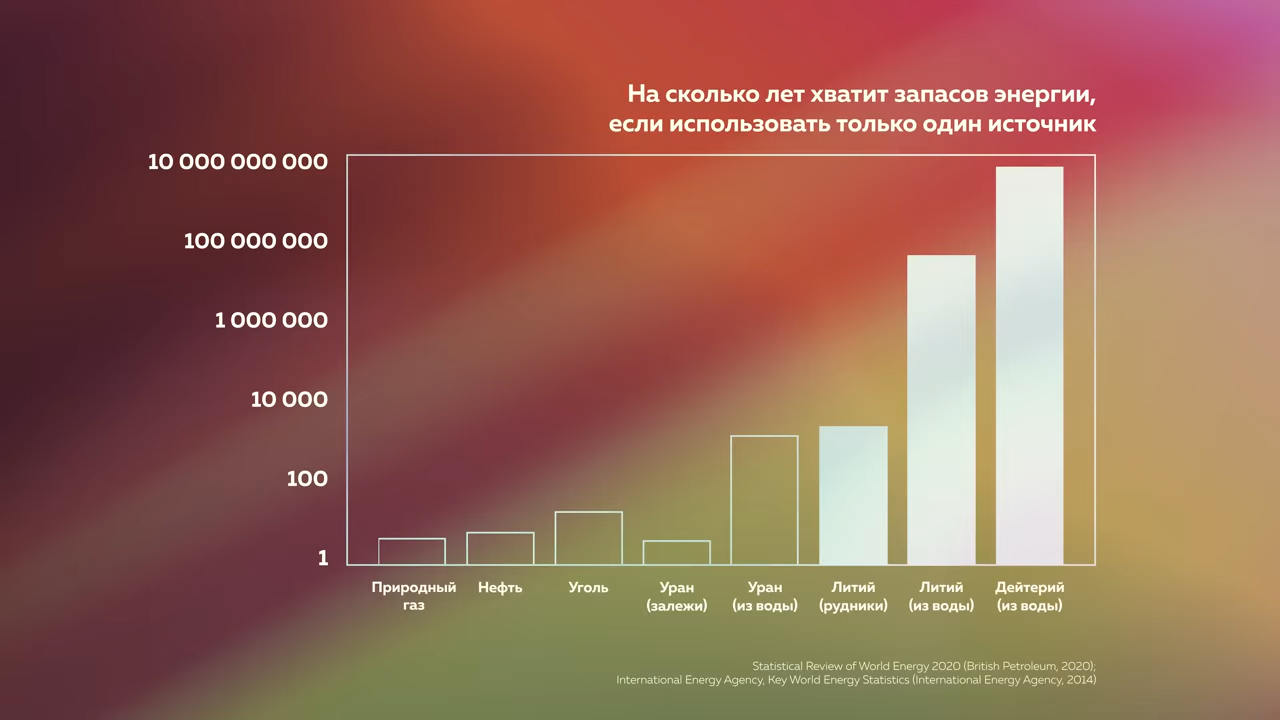 На сколько лет хватит запасов энергии,
если использовать только один источник
10 000 000 000
100 000 000
1 000 000
10 000
100
1
Природный
газ
Нефть
Уголь
Уран
(залежи)
Уран
(из воды)
Литий
(рудники)
Литий
(из воды)
Дейтерий
(из воды)
Statistical Review of World Energy 2020 (British Petroleum, 2020);
International Energy Agency, Key World Energy Statistics (International Energy Agency, 2014)